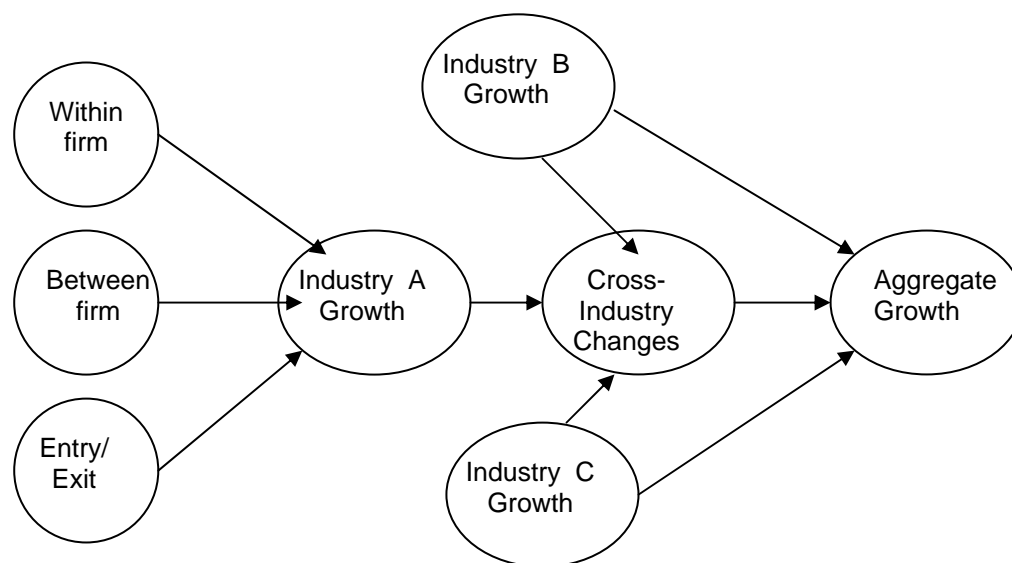 Within
firm
Between
firm
Entry/
Exit
Industry A
Growth
Industry B
Growth
Cross-
Industry
Changes
Industry C
Growth
Aggregate
Growth